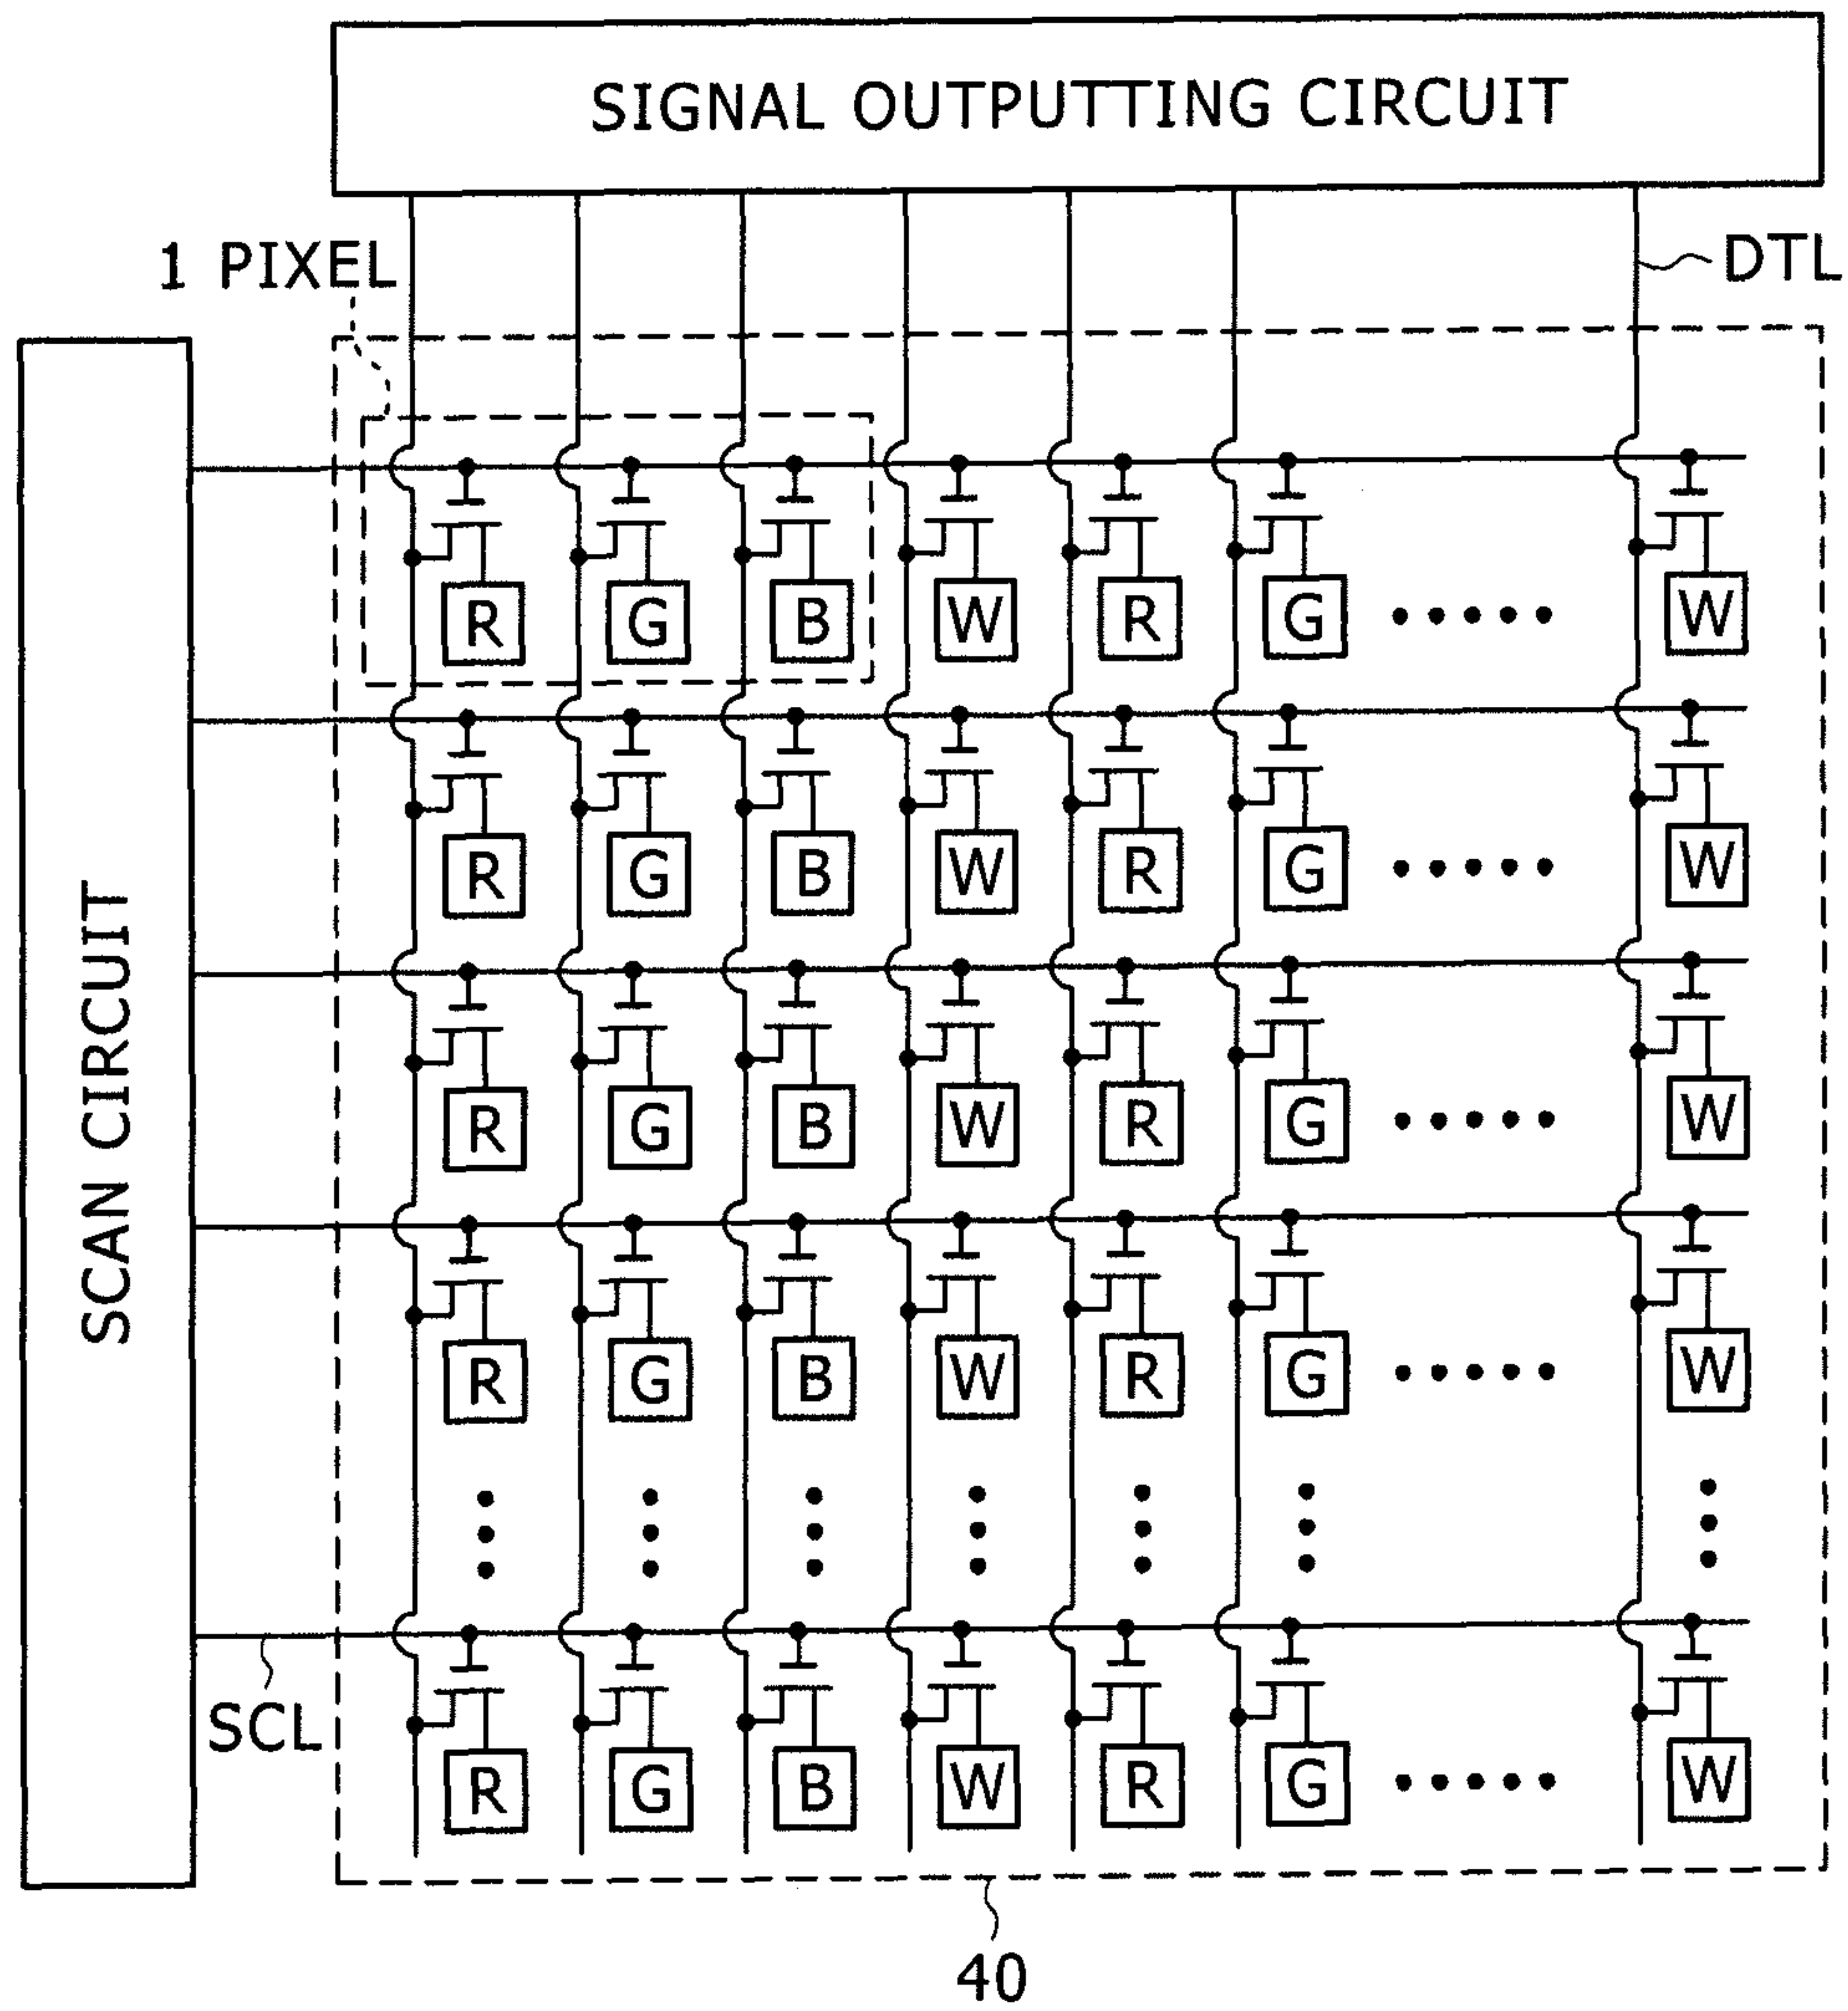 SIGNAL OUTPUTTING CIRCUIT
1 PIXEL
DTL
SCAN CIRCUIT
R G B W R G W
R G B W R G W
R G B W R G W
R G B W R G W
SCL
R G B W R G W
40